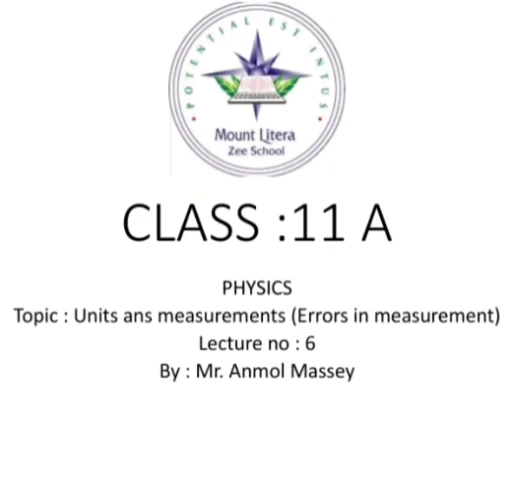 POTENTIAL EST INTUS
Mount Litera
Zee School
CLASS :11 A
PHYSICS
Topic : Units ans measurements (Errors in measurement)
Lecture no : 6
By : Mr. Anmol Massey